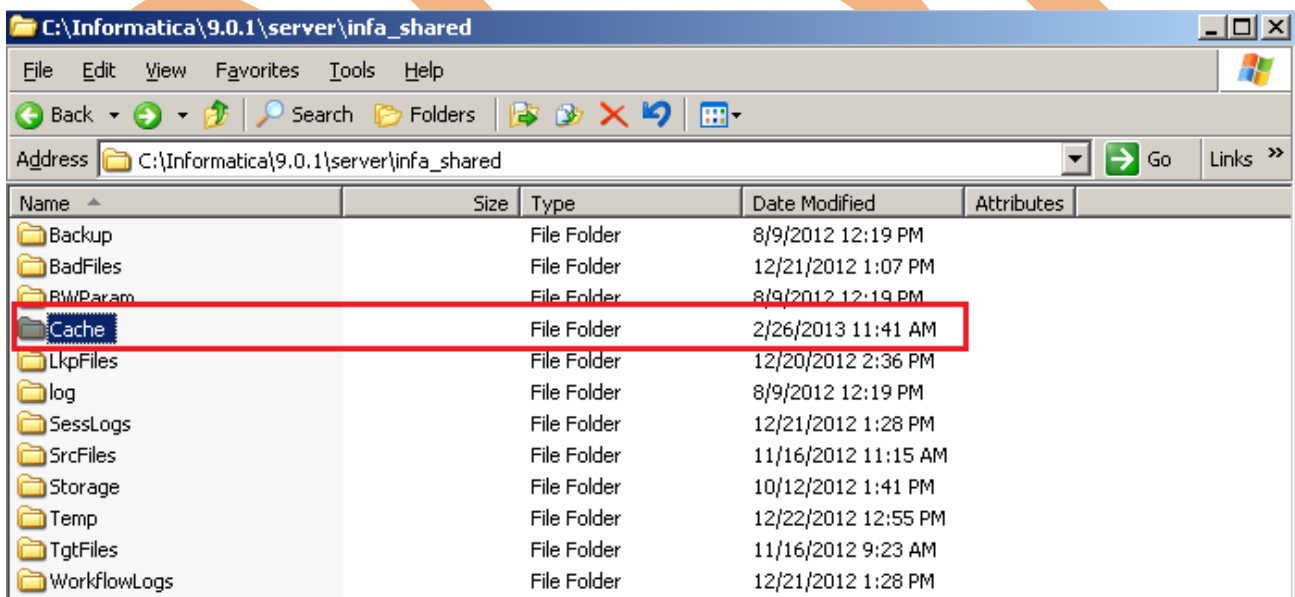 C:\Informatica\9.0.1\server\infa_shared
File Edit View Favorites Tools Help
Back Search Folders
Address C:\Informatica\9.0.1\server\infa_shared Go Links »
Name Size Type Date Modified Attributes
Backup File Folder 8/9/2012 12:19 PM
BadFiles File Folder 12/21/2012 1:07 PM
BWParam File Folder 8/9/2012 12:19 PM
Cache File Folder 2/26/2013 11:41 AM
LkpFiles File Folder 12/20/2012 2:36 PM
log File Folder 8/9/2012 12:19 PM
SessLogs File Folder 12/21/2012 1:28 PM
SrcFiles File Folder 11/16/2012 11:15 AM
Storage File Folder 10/12/2012 1:41 PM
Temp File Folder 12/22/2012 12:55 PM
TgtFiles File Folder 11/16/2012 9:23 AM
WorkflowLogs File Folder 12/21/2012 1:28 PM